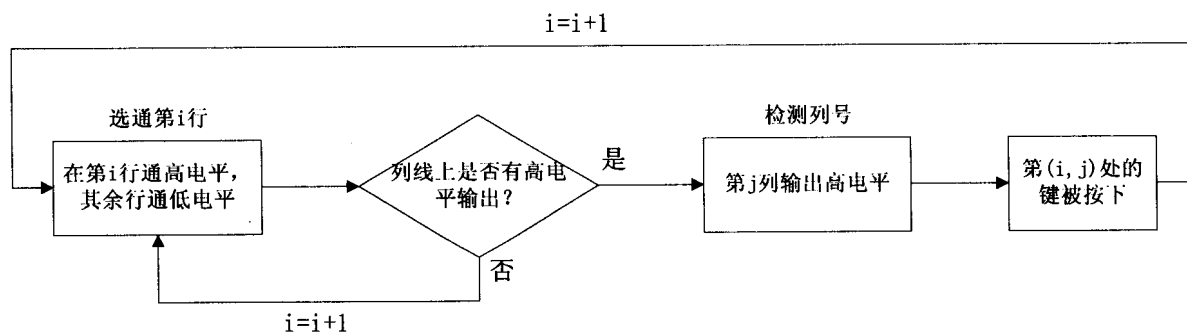 i=i+1
选通第i行
在第i行通高电平，
其余行通低电平
列线上是否有高电
平输出？
是
否
i=i+1
检测列号
第j列输出高电平
第(i,j)处的
键被按下